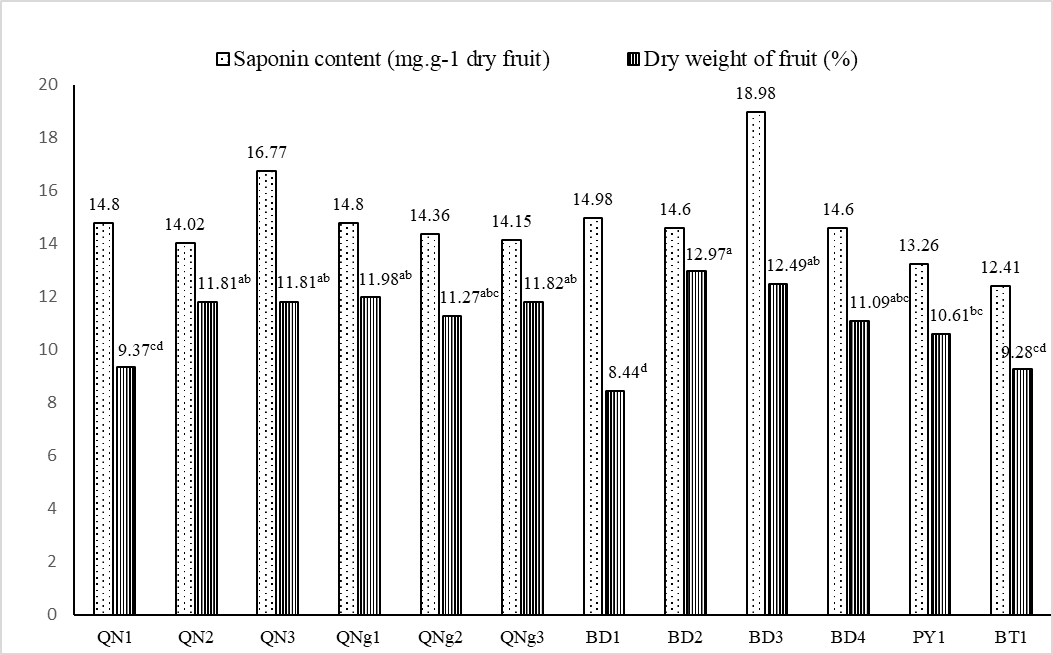 Saponin content (mg.g-1 dry fruit) Dry weight of fruit (%)
20
18
16
14
12
10
8
6
4
2
0
14.8
9.37cd
14.02
11.81ab
16.77
11.81ab
14.8
11.98ab
14.36
11.27abc
14.15
11.82ab
14.98
8.44d
14.6
12.97a
18.98
12.49ab
14.6
11.09abc
13.26
10.61bc
12.41
9.28cd
QN1 QN2 QN3 QNg1 QNg2 QNg3 BD1 BD2 BD3 BD4 PY1 BT1